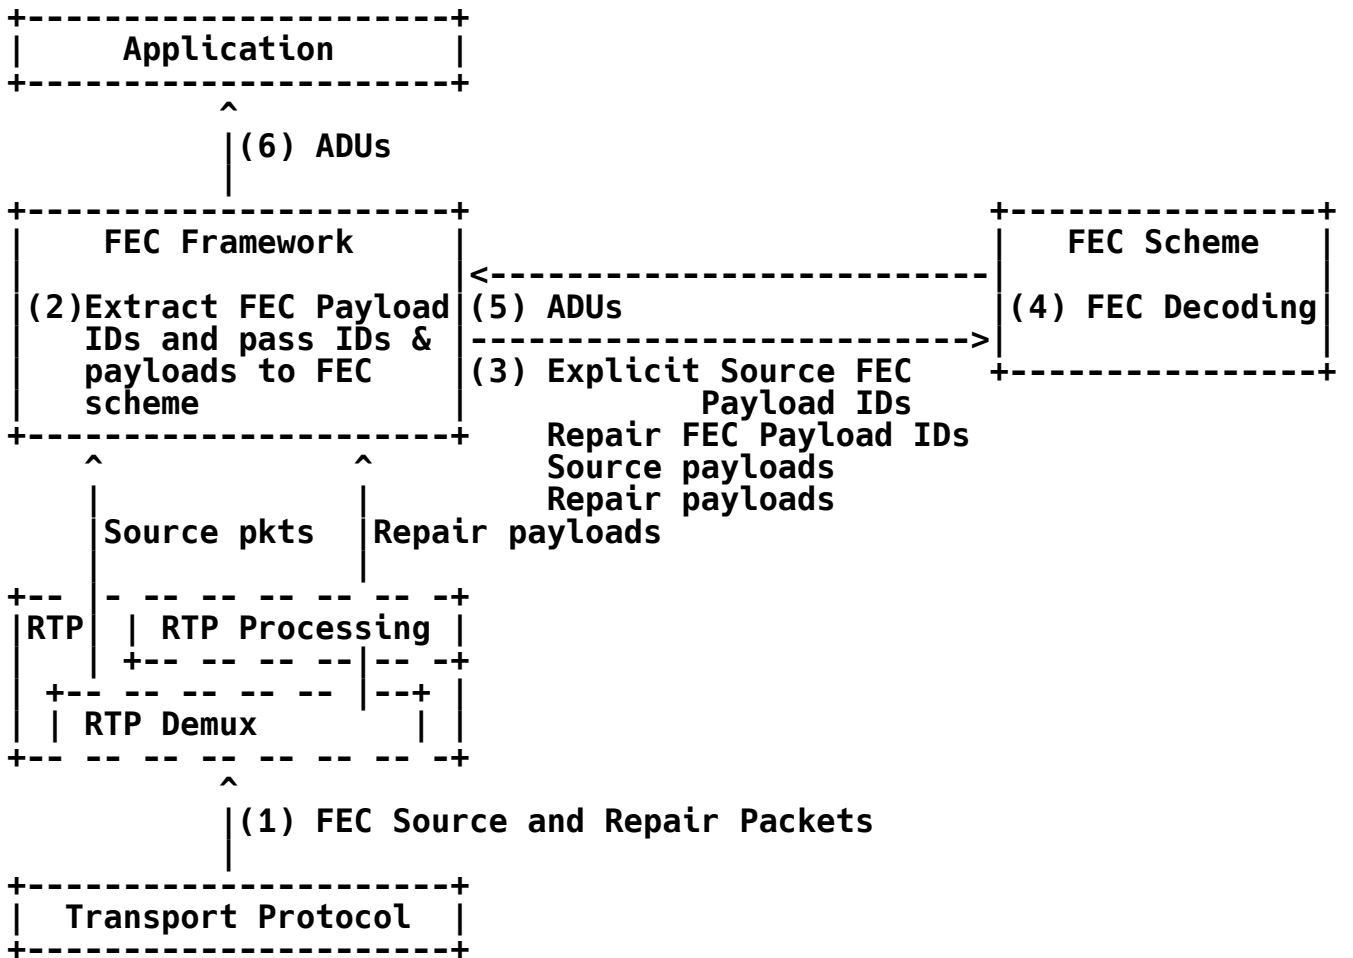 Application
(6) ADUs
FEC Framework
FEC Scheme
(2)Extract FEC Payload
(5) ADUs
(4) FEC Decoding
IDs and pass IDs &
payloads to FEC
(3) Explicit Source FEC
scheme
Payload IDs
Repair FEC Payload IDs
Source payloads
Repair payloads
Source pkts
Repair payloads
RTP
RTP Processing
RTP Demux
(1) FEC Source and Repair Packets
Transport Protocol